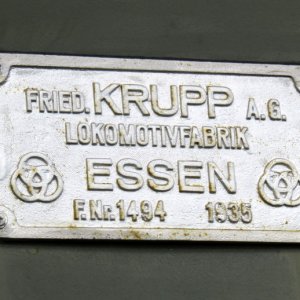 FRIED. KRUPP A.G.
LOKOMOTIVFABRIK
ESSEN
F.Nr. 1494 1935